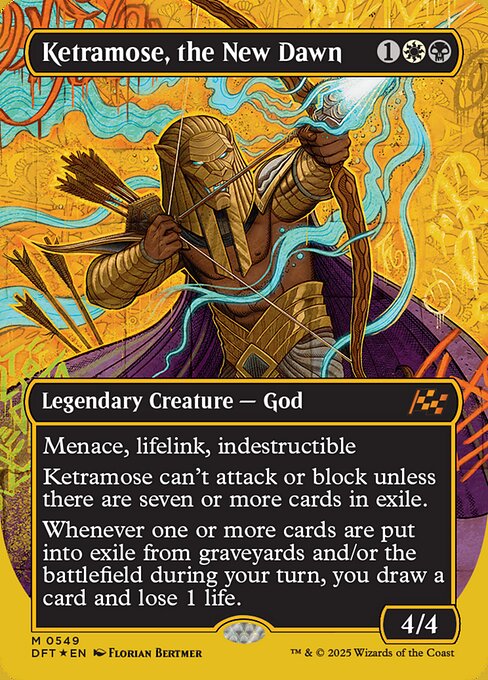 Ketramose, the New Dawn 1
Legendary Creature — God
Menace, lifelink, indestructible
Ketramose can't attack or block unless
there are seven or more cards in exile.
Whenever one or more cards are put
into exile from graveyards and/or the
battlefield during your turn, you draw a
card and lose 1 life.
4/4
M 0549
DFT★EN Florian Bertmer
™ & © 2025 Wizards of the Coast